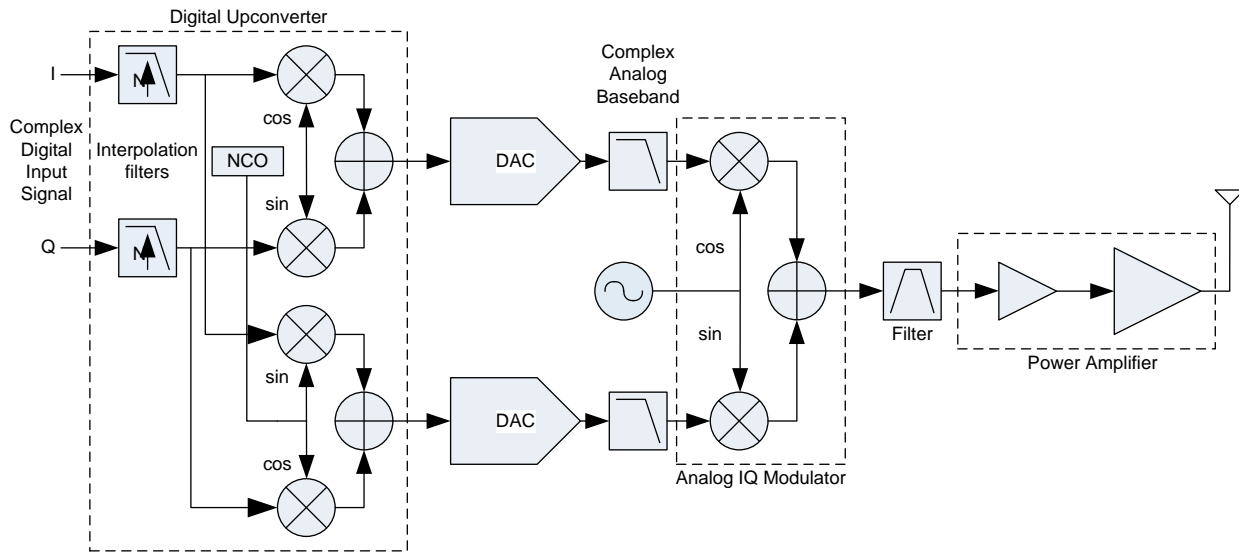 Digital Upconverter
I
N
cos
Complex
Digital
Input
Signal
Interpolation
filters
NCO
sin
Q
N
sin
cos
DAC
DAC
Complex
Analog
Baseband
cos
sin
Analog IQ Modulator
Filter
Power Amplifier